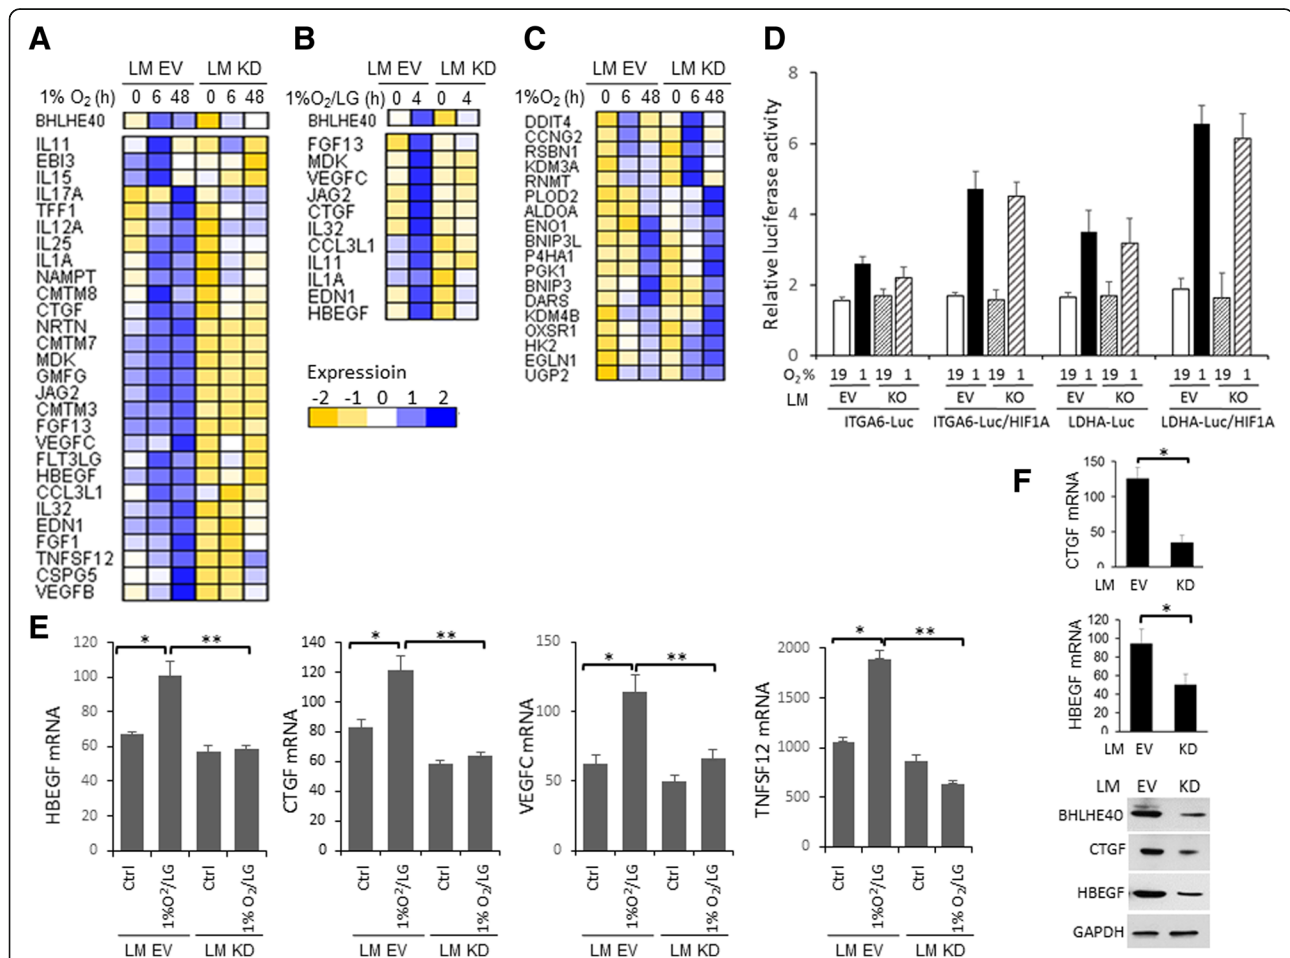 A
LM EV LM KD
1% O₂ (h) 0 6 48 0 6 48
BHLHE40
IL11
EBI3
IL15
IL17A
TFF1
IL12A
IL25
IL1A
NAMPT
CMTM8
CTGF
NRTN
CMTM7
MDK
GMFG
JAG2
CMTM3
FGF13
VEGFC
FLT3LG
HBEGF
CCL3L1
IL32
EDN1
FGF1
TNFSF12
CSPG5
VEGFB
B
LM EV LM KD
1%O₂/LG (h) 0 4 0 4
BHLHE40
FGF13
MDK
VEGFC
JAG2
CTGF
IL32
CCL3L1
IL11
IL1A
EDN1
HBEGF
Expressioin
-2 -1 0 1 2
C
LM EV LM KD
1%O₂ (h) 0 6 48 0 6 48
DDIT4
CCNG2
RSBN1
KDM3A
RNMT
PLOD2
ALDOA
ENO1
BNIP3L
P4HA1
PGK1
BNIP3
DARS
KDM4B
OXSR1
HK2
EGLN1
UGP2
D
Relative luciferase activity
8
6
4
2
0
O₂% 19 1 19 1 19 1 19 1 19 1 19 1 19 1 19 1
LM EV KO EV KO EV KO EV KO
ITGA6-Luc ITGA6-Luc/HIF1A LDHA-Luc LDHA-Luc/HIF1A
E
HBEGF mRNA
120
100
80
60
40
20
0
* **
Ctrl 1%O²/LG Ctrl 1% O₂/LG
LM EV LM KD
CTGF mRNA
140
120
100
80
60
40
20
0
* **
Ctrl 1%O²/LG Ctrl 1% O₂/LG
LM EV LM KD
VEGFC mRNA
150
100
50
0
* **
Ctrl 1%O²/LG Ctrl 1% O₂/LG
LM EV LM KD
TNFSF12 mRNA
2000
1500
1000
500
0
* **
Ctrl 1%O²/LG Ctrl 1% O₂/LG
LM EV LM KD
F
CTGF mRNA
150
100
50
0
*
LM EV KD
HBEGF mRNA
120
100
80
60
40
20
0
*
LM EV KD
LM EV KD
BHLHE40
CTGF
HBEGF
GAPDH